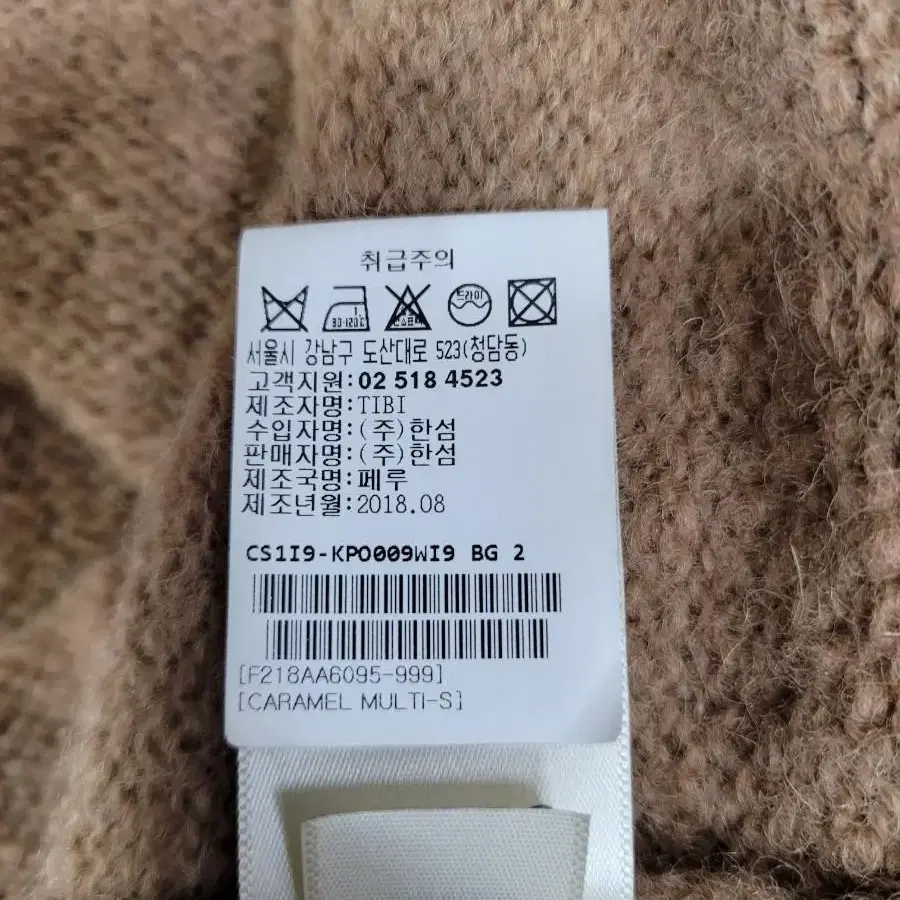 취급주의
드라이
서울시 강남구 도산대로 523(청담동)
고객지원:02 518 4523
제조자명:TIBI
수입자명:(주)한섬
판매자명:(주)한섬
제조국명:페루
제조년월:2018.08
CS1I9-KPO009WI9 BG 2
[F218AA6095-999]
[CARAMEL MULTI-S]